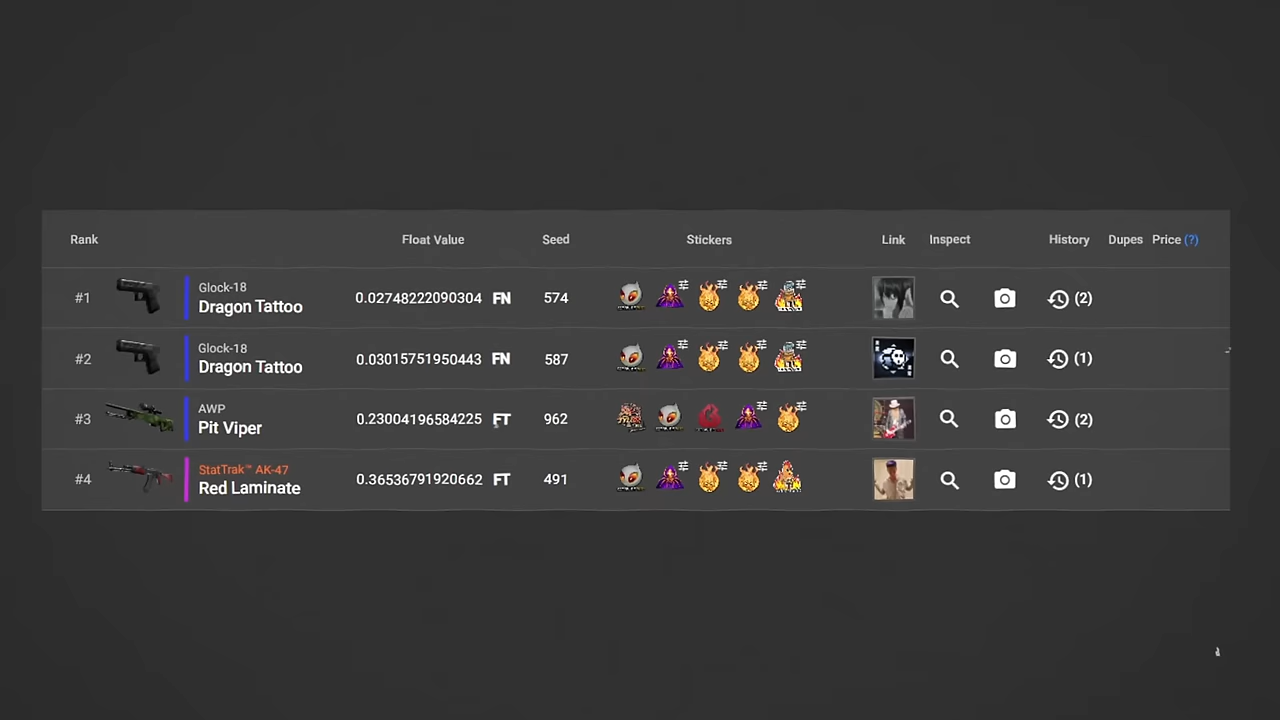 Rank Float Value Seed Stickers Link Inspect History Dupes Price (?)
Glock-18
#1 Dragon Tattoo 0.02748222090304 FN 574 (2)
Glock-18
#2 Dragon Tattoo 0.03015751950443 FN 587 (1)
AWP
#3 Pit Viper 0.23004196584225 FT 962 (2)
StatTrak™ AK-47
#4 Red Laminate 0.36536791920662 FT 491 (1)